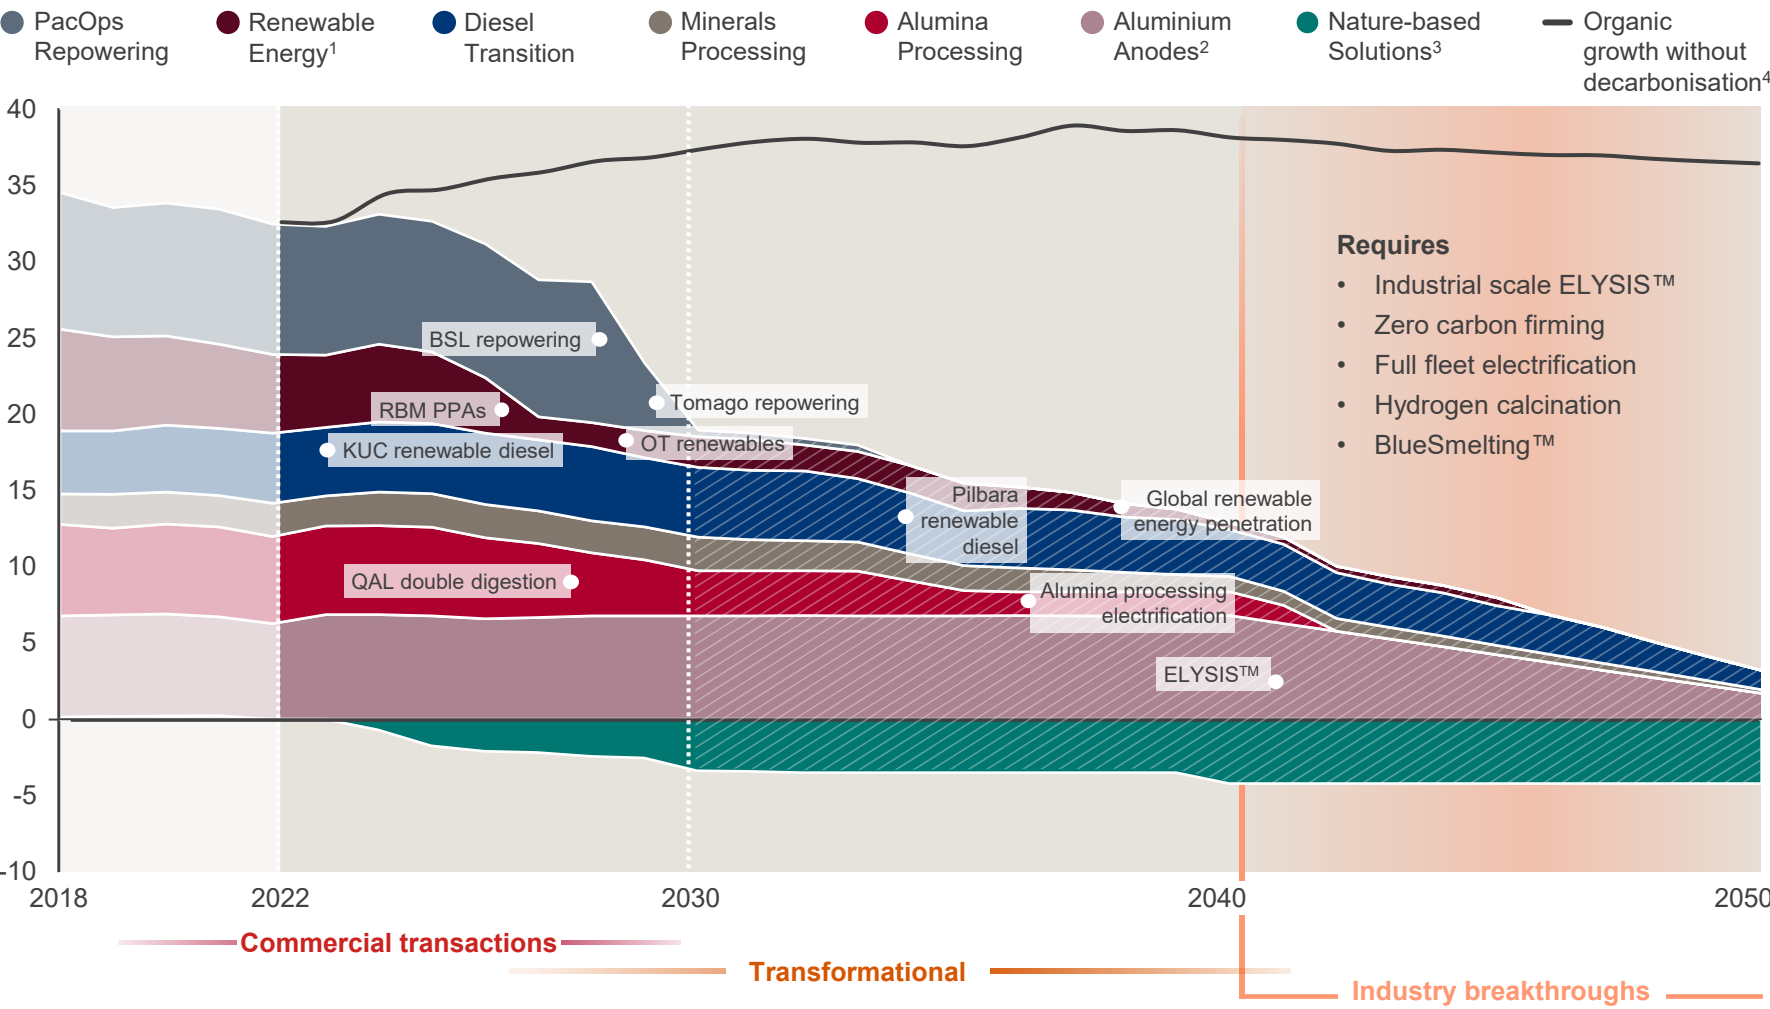 PacOps
Repowering
Renewable
Energy¹
Diesel
Transition
Minerals
Processing
Alumina
Processing
Aluminium
Anodes²
Nature-based
Solutions³
Organic
growth without
decarbonisation⁴
40
35
30
25
20
15
10
5
0
-5
-10
BSL repowering
RBM PPAs
KUC renewable diesel
QAL double digestion
Tomago repowering
OT renewables
Pilbara
renewable
diesel
Global renewable
energy penetration
Alumina processing
electrification
ELYSIS™
Requires
• Industrial scale ELYSIS™
• Zero carbon firming
• Full fleet electrification
• Hydrogen calcination
• BlueSmelting™
2018
2022
2030
2040
2050
Commercial transactions
Transformational
Industry breakthroughs